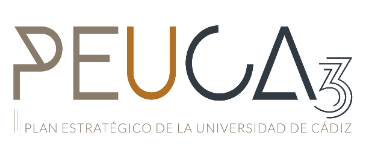 PEUCA3
PLAN ESTRATÉGICO DE LA UNIVERSIDAD DE CÁDIZ